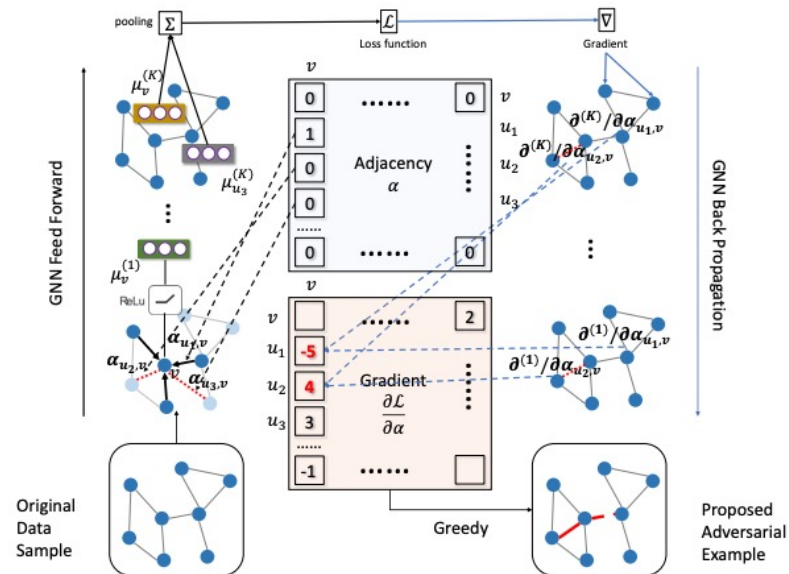 pooling
Σ
ℒ
∇
Loss function
Gradient
GNN Feed Forward
μ_v^(K)
μ_{u_3}^(K)
⋮
μ_v^(1)
ReLu
α_{u_1,v}
α_{u_2,v}
v
α_{u_3,v}
v
0 ...... 0 v
1 u_1
0 u_2
0 u_3
......
0 ...... 0
Adjacency
α
v ...... 2
u_1 -5
u_2 4
u_3 3
......
-1 ......
Gradient
∂ℒ/∂α
∂^(K)/∂α_{u_1,v}
∂^(K)/∂α_{u_2,v}
⋮
∂^(1)/∂α_{u_1,v}
∂^(1)/∂α_{u_2,v}
GNN Back Propagation
Original
Data
Sample
Greedy
Proposed
Adversarial
Example